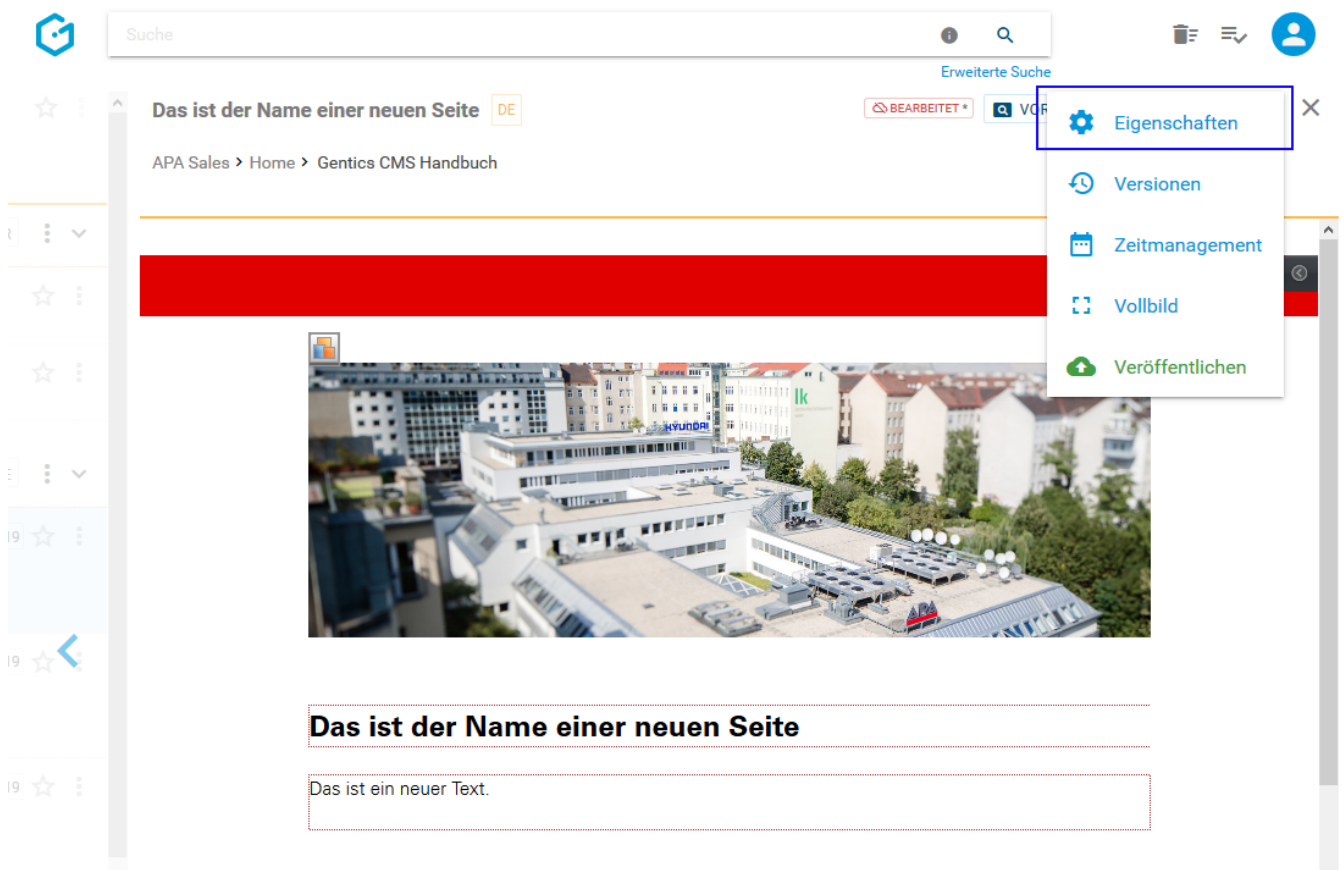 Suche
Erweiterte Suche
Das ist der Name einer neuen Seite DE
BEARBEITET *
VOR
APA Sales > Home > Gentics CMS Handbuch
Eigenschaften
Versionen
Zeitmanagement
Vollbild
Veröffentlichen
lk
HYUNDAI
APA
19
19
19
Das ist der Name einer neuen Seite
Das ist ein neuer Text.